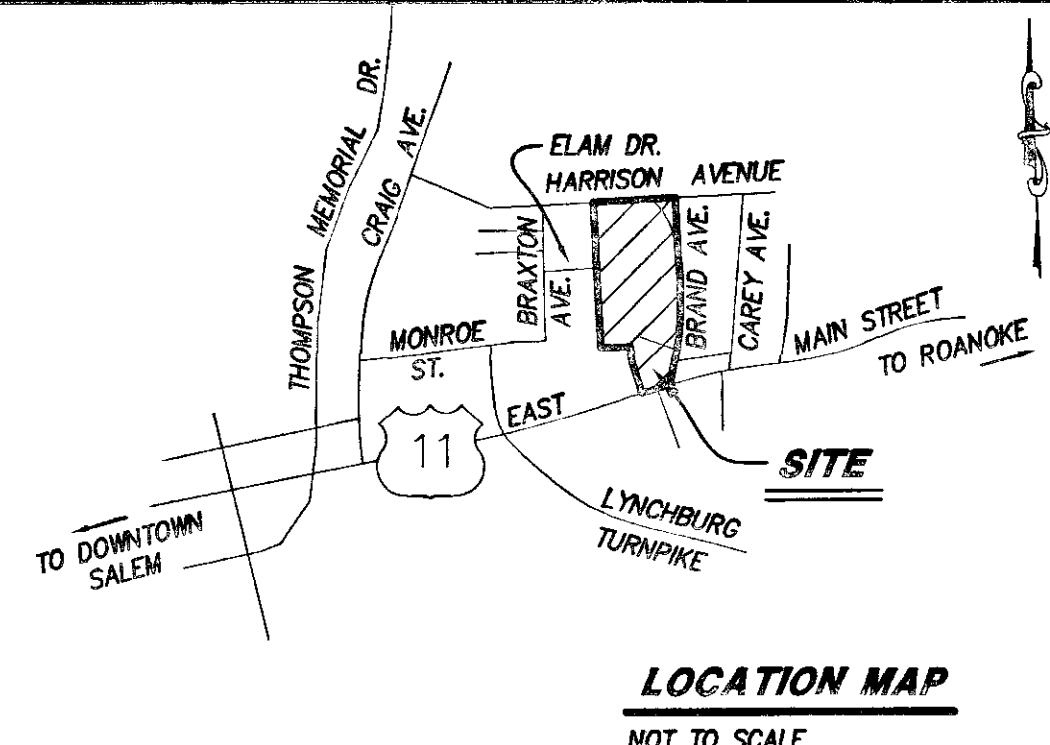 THOMPSON MEMORIAL DR.
CRAIG AVE.
ELAM DR.
HARRISON AVENUE
BRAXTON
AVE.
BRAND AVE.
CAREY AVE.
MONROE
ST.
EAST MAIN STREET
TO ROANOKE
11
SITE
LYNCHBURG
TURNPIKE
TO DOWNTOWN
SALEM
LOCATION MAP
NOT TO SCALE